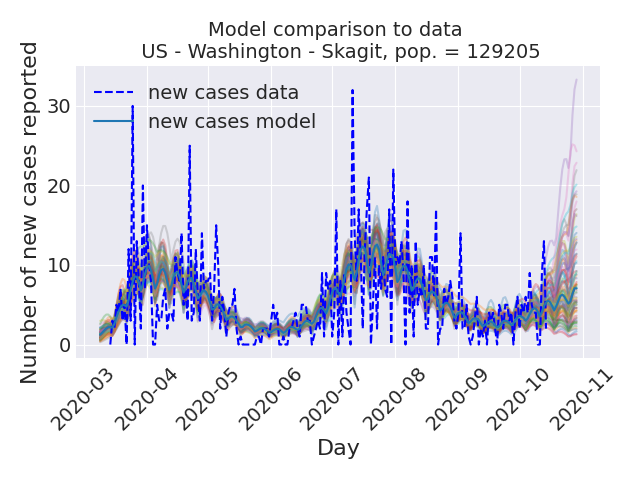 Model comparison to data
US - Washington - Skagit, pop. = 129205
Number of new cases reported
30
20
10
0
new cases data
new cases model
2020-03
2020-04
2020-05
2020-06
2020-07
2020-08
2020-09
2020-10
2020-11
Day